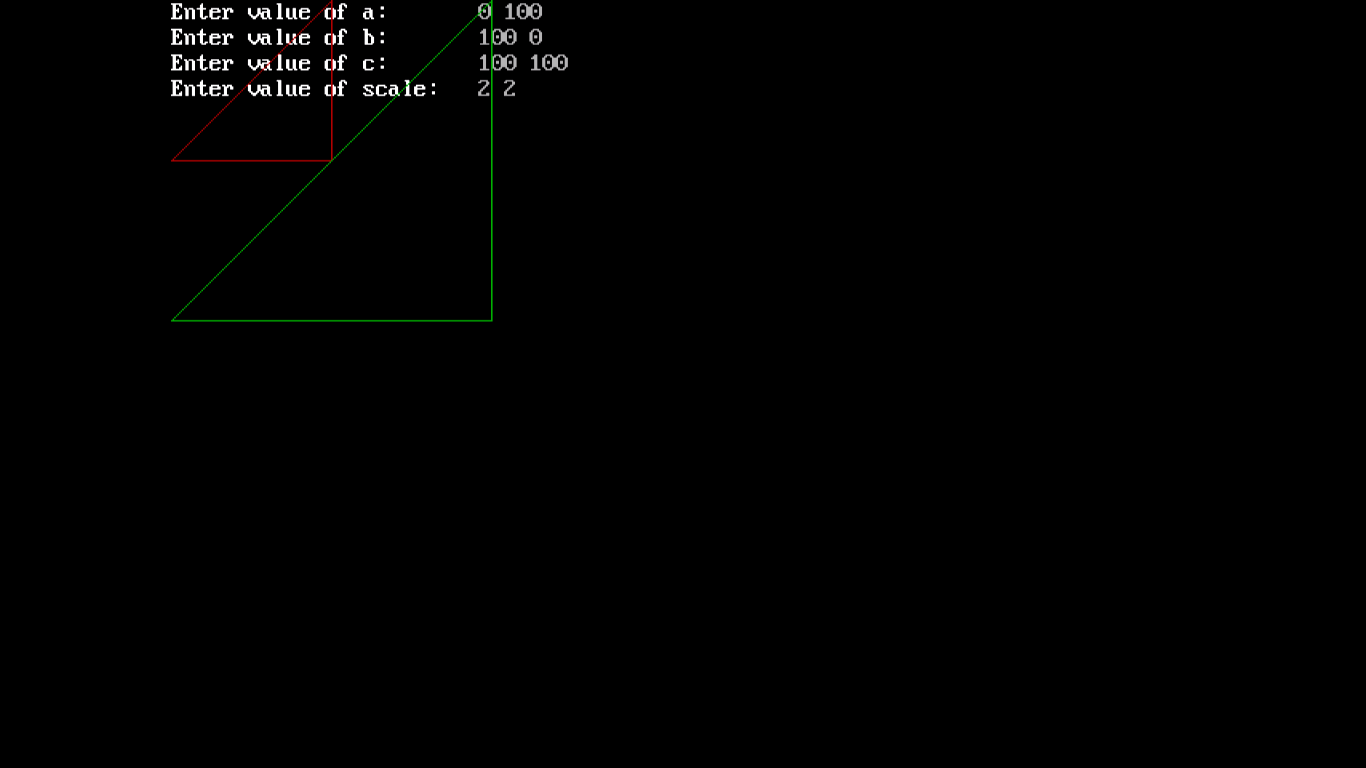 Enter value of a: 0 100
Enter value of b: 100 0
Enter value of c: 100 100
Enter value of scale: 2 2